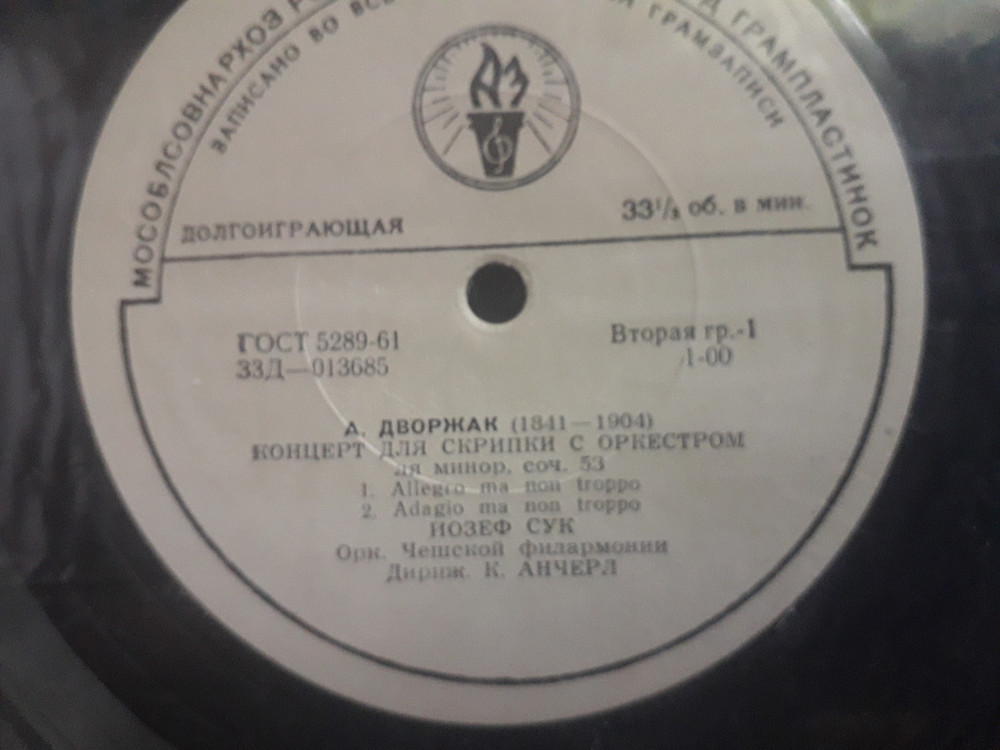 МОСОБЛСОВНАРХОЗ
ГРАМПЛАСТИНОК
ЗАПИСАНО ВО
ГРАМЗАПИСИ
АЗ
ДОЛГОИГРАЮЩАЯ
33⅓ об. в мин.
ГОСТ 5289-61
Вторая гр.-1
33Д—013685
1-00
А. ДВОРЖАК (1841—1904)
КОНЦЕРТ ДЛЯ СКРИПКИ С ОРКЕСТРОМ
ля минор, соч. 53
1. Allegro ma non troppo
2. Adagio ma non troppo
ИОЗЕФ СУК
Орк. Чешской филармонии
Дириж. К. АНЧЕРЛ